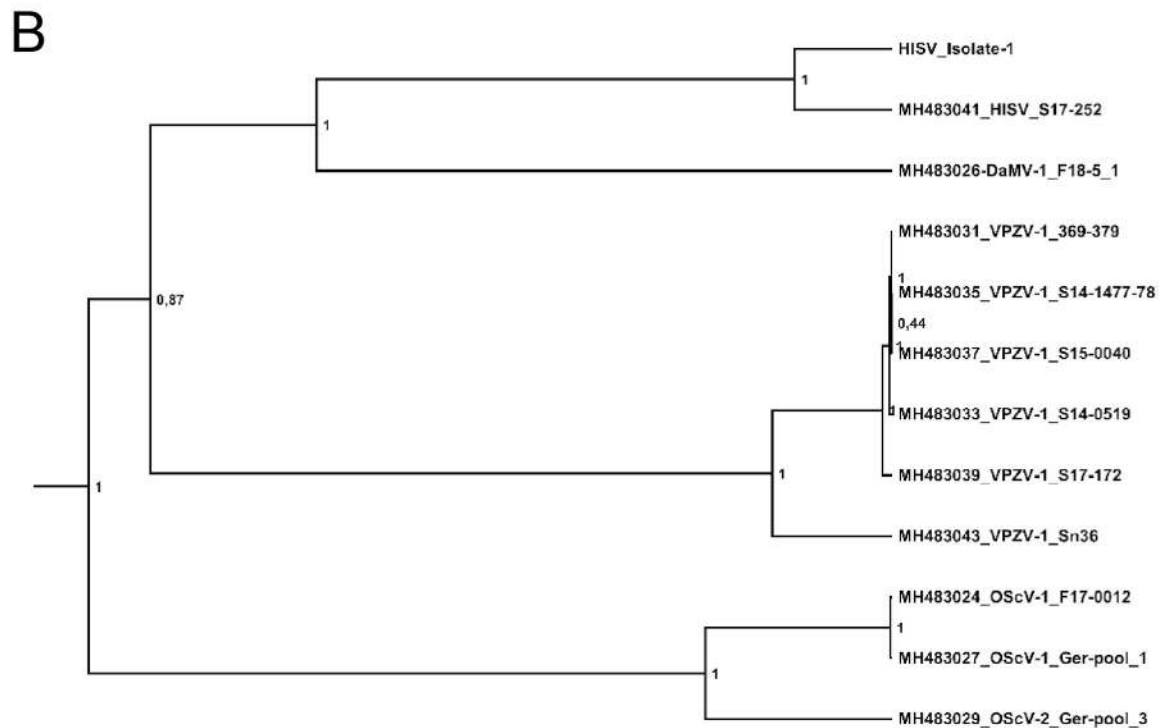 B
HISV_Isolate-1
1
MH483041_HISV_S17-252
1
MH483026-DaMV-1_F18-5_1
MH483031_VPZV-1_369-379
1
MH483035_VPZV-1_S14-1477-78
0,87
0,44
1
MH483037_VPZV-1_S15-0040
MH483033_VPZV-1_S14-0519
1
MH483039_VPZV-1_S17-172
1
MH483043_VPZV-1_Sn36
MH483024_OScV-1_F17-0012
1
MH483027_OScV-1_Ger-pool_1
1
MH483029_OScV-2_Ger-pool_3